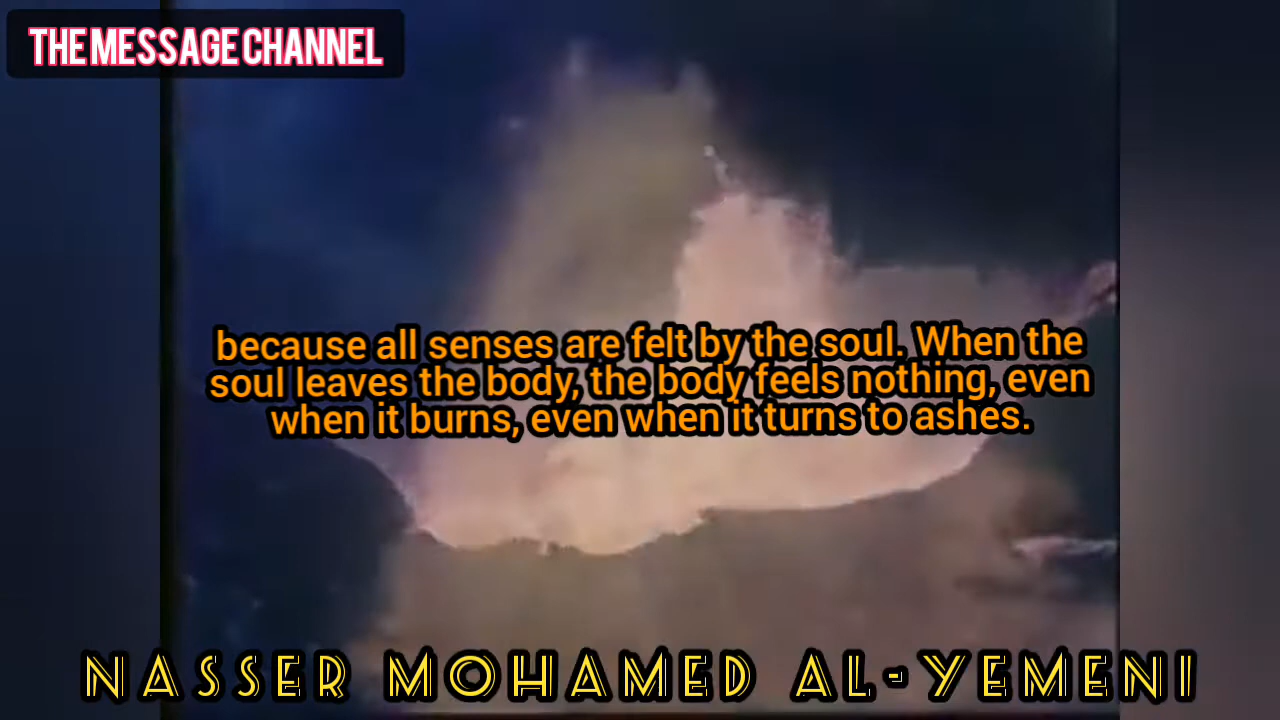 THE MESSAGE CHANNEL
because all senses are felt by the soul. When the
soul leaves the body, the body feels nothing, even
when it burns, even when it turns to ashes.
NASSER MOHAMED AL-YEMENI